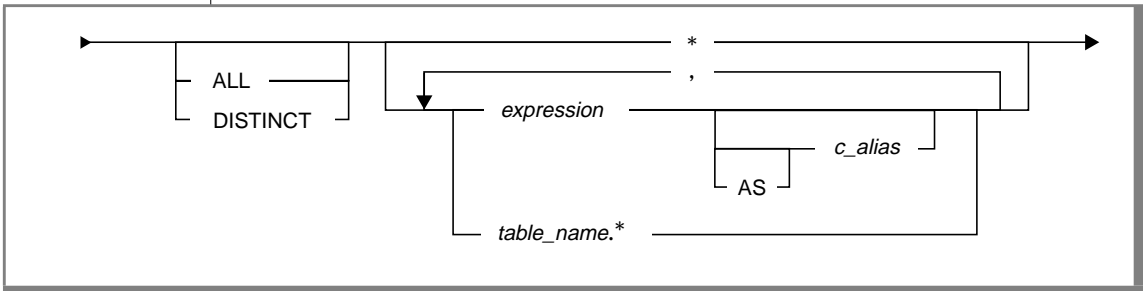 *
,
ALL
expression
DISTINCT
c_alias
AS
table_name.*